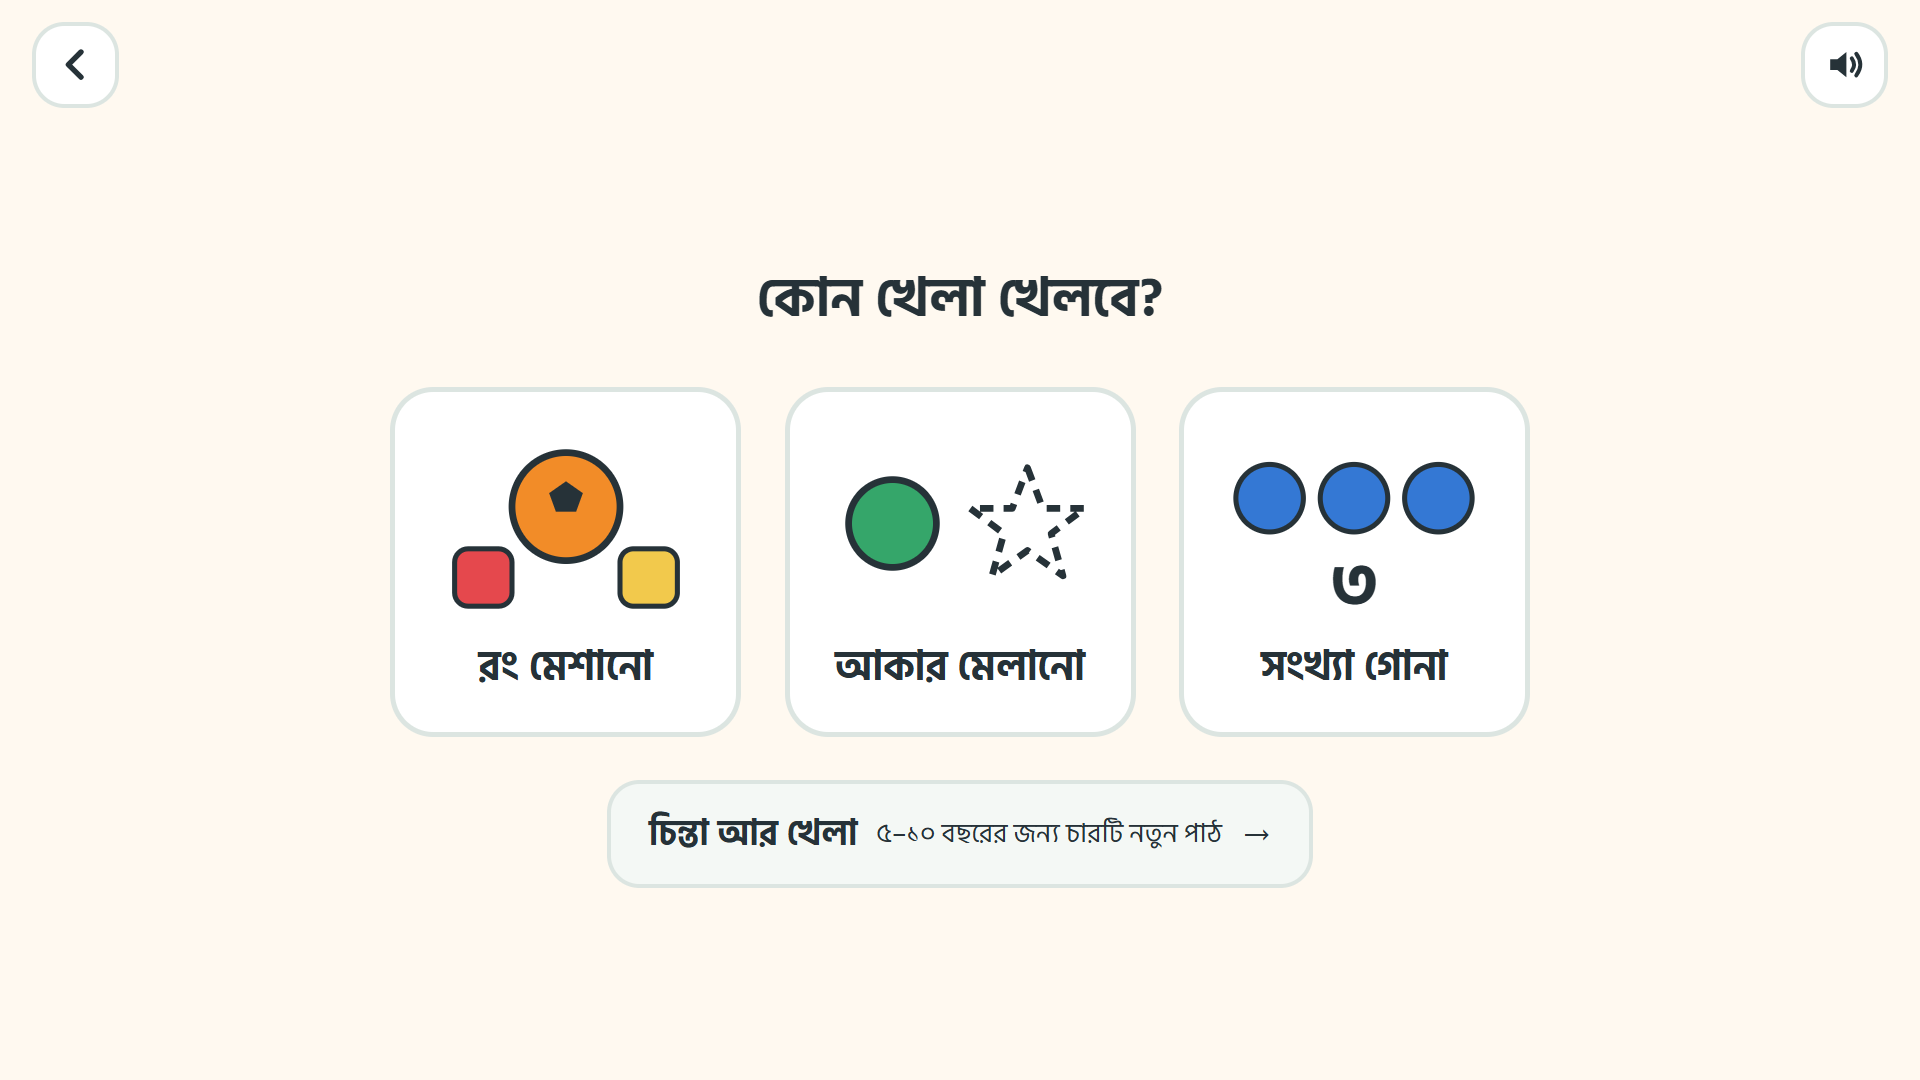 কোন খেলা খেলবে?
৩
রং মেশানো
আকার মেলানো
সংখ্যা গোনা
চিন্তা আর খেলা ৫–১০ বছরের জন্য চারটি নতুন পাঠ →